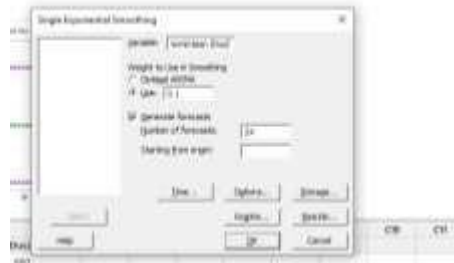 Single Exponential Smoothing
Variable:
Weight to Use in Smoothing
Optimal ARIMA
Use:
Generate forecasts
Number of forecasts:
Starting from origin:
Time... Options... Storage...
Graphs... Results...
Select
Help OK Cancel
C10 C11